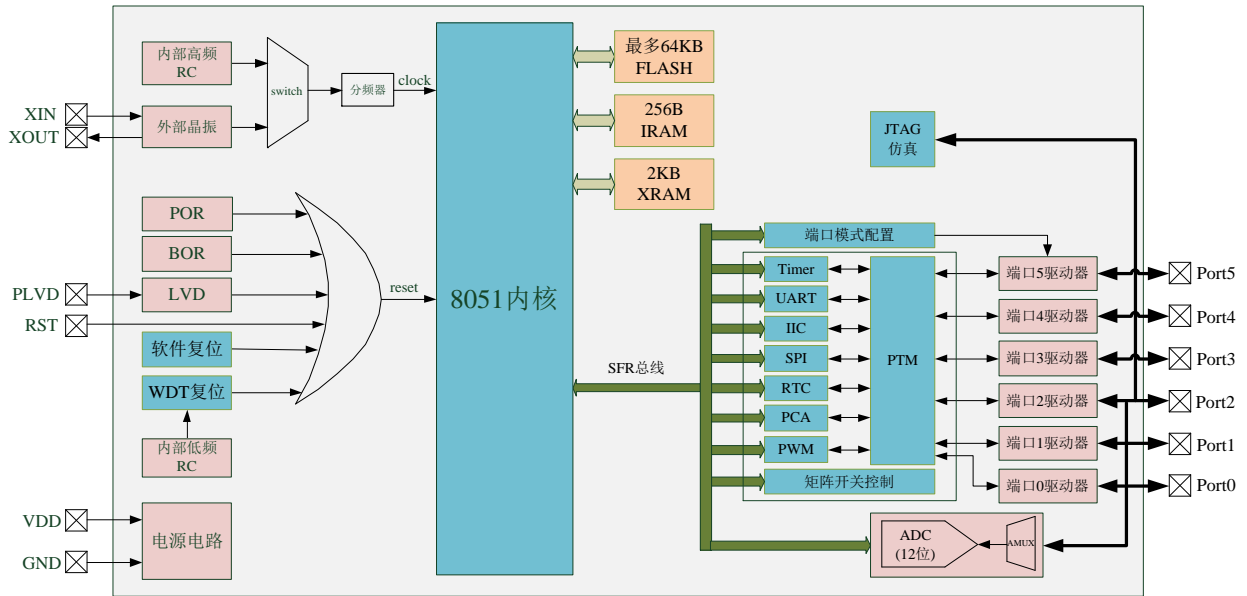 内部高频
RC
XIN
XOUT
外部晶振
switch
分频器
clock
POR
BOR
PLVD
LVD
RST
软件复位
WDT复位
内部低频
RC
reset
VDD
GND
电源电路
8051内核
最多64KB
FLASH
256B
IRAM
2KB
XRAM
SFR总线
JTAG
仿真
端口模式配置
Timer
UART
IIC
SPI
RTC
PCA
PWM
PTM
矩阵开关控制
端口5驱动器
端口4驱动器
端口3驱动器
端口2驱动器
端口1驱动器
端口0驱动器
Port5
Port4
Port3
Port2
Port1
Port0
ADC
(12位)
AMUX